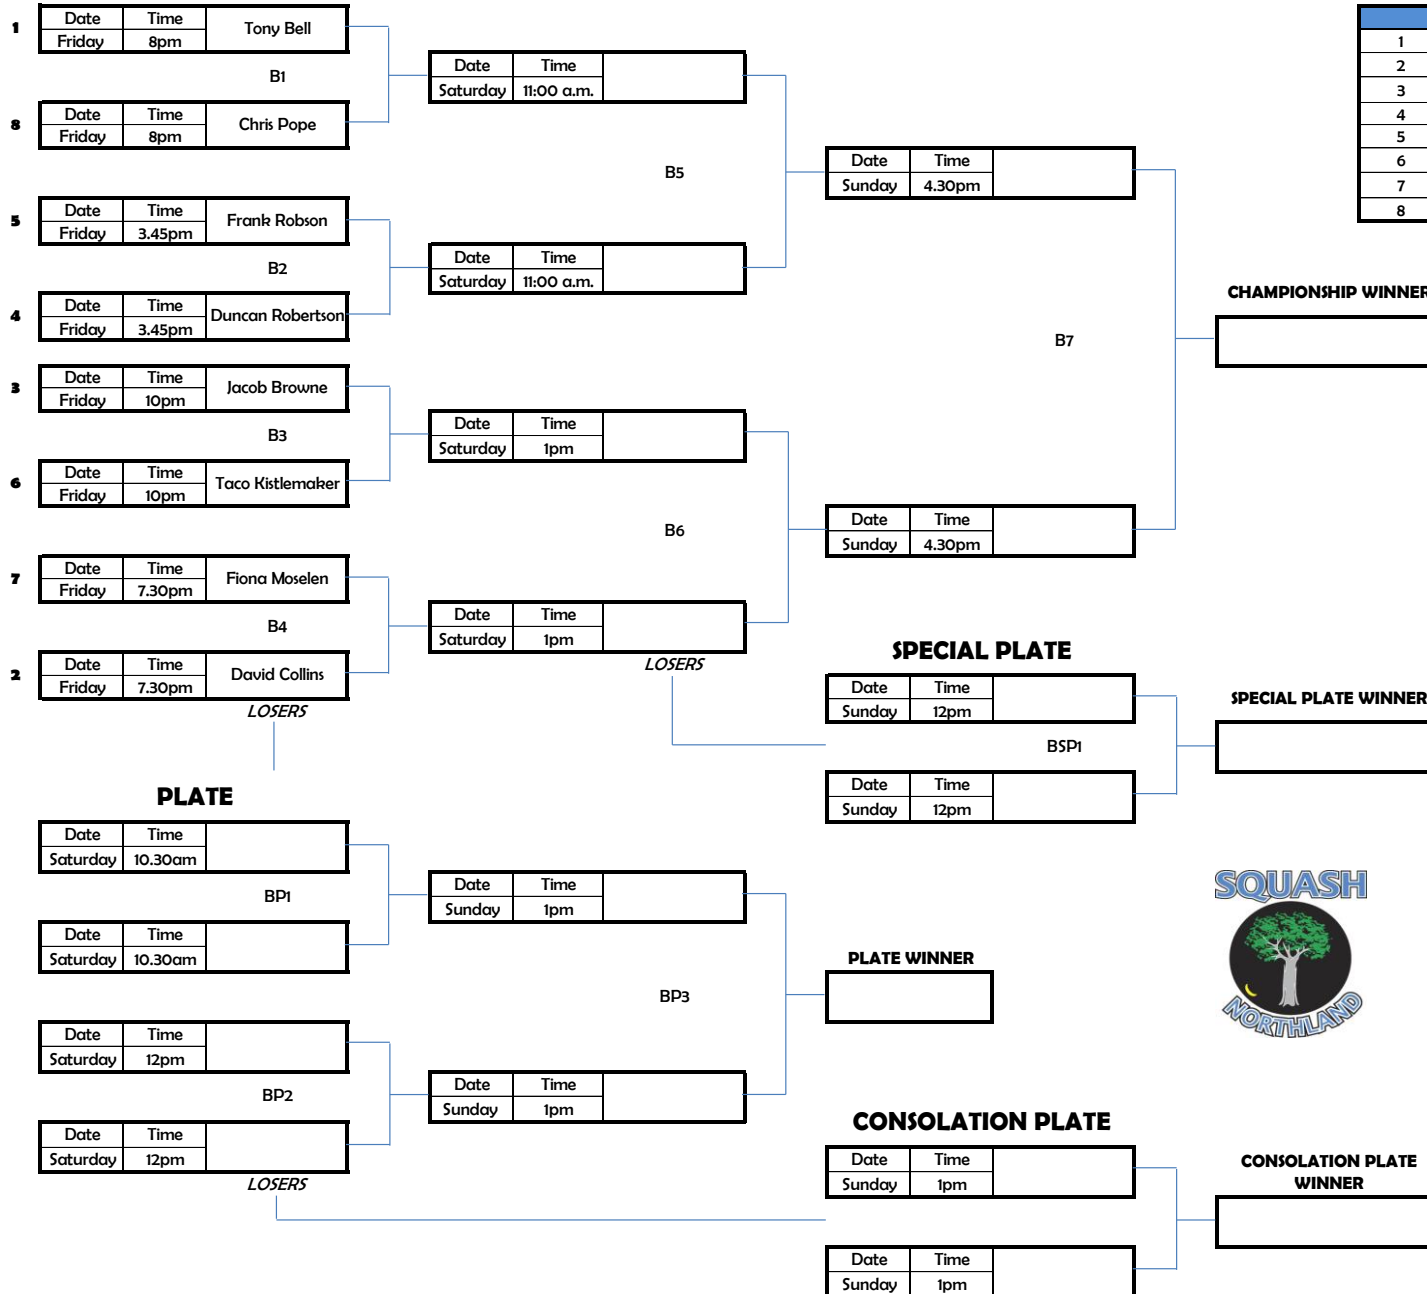 1 Date Time Tony Bell
Friday 8pm
B1
8 Date Time Chris Pope
Friday 8pm
5 Date Time Frank Robson
Friday 3.45pm
B2
4 Date Time Duncan Robertson
Friday 3.45pm
3 Date Time Jacob Browne
Friday 10pm
B3
6 Date Time Taco Kistlemaker
Friday 10pm
7 Date Time Fiona Moselen
Friday 7.30pm
B4
2 Date Time David Collins
Friday 7.30pm
LOSERS
Date Time
Saturday 11:00 a.m.
B5
Date Time
Saturday 11:00 a.m.
Date Time
Saturday 1pm
B6
Date Time
Saturday 1pm
LOSERS
Date Time
Sunday 4.30pm
B7
Date Time
Sunday 4.30pm
1
2
3
4
5
6
7
8
CHAMPIONSHIP WINNER
SPECIAL PLATE
Date Time
Sunday 12pm
BSP1
Date Time
Sunday 12pm
SPECIAL PLATE WINNER
PLATE
Date Time
Saturday 10.30am
BP1
Date Time
Saturday 10.30am
Date Time
Saturday 12pm
BP2
Date Time
Saturday 12pm
LOSERS
Date Time
Sunday 1pm
BP3
Date Time
Sunday 1pm
PLATE WINNER
SQUASH
NORTHLAND
CONSOLATION PLATE
Date Time
Sunday 1pm
Date Time
Sunday 1pm
CONSOLATION PLATE
WINNER